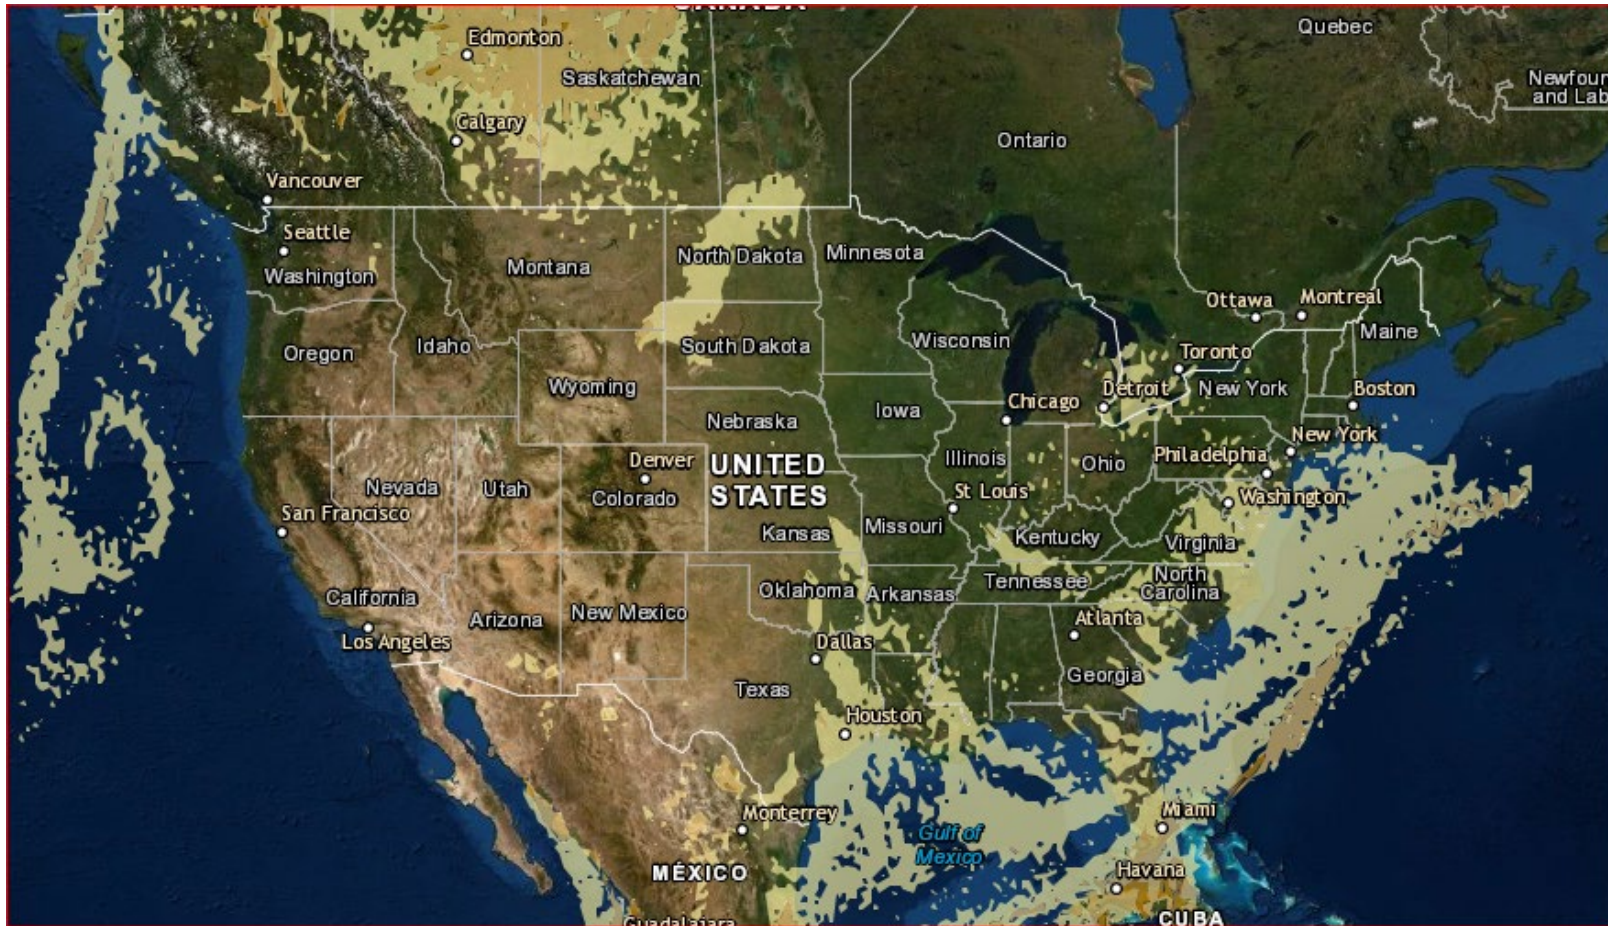 CANADA
Quebec
Edmonton
Saskatchewan
Newfoun
and Lab
Calgary
Ontario
Vancouver
Seattle
Washington
Montana
North Dakota
Minnesota
Ottawa
Montreal
Maine
Oregon
Idaho
South Dakota
Wisconsin
Toronto
Wyoming
Detroit
New York
Boston
Chicago
Iowa
Nebraska
New York
Denver
UNITED
STATES
Illinois
Ohio
Philadelphia
Nevada
Utah
Colorado
St Louis
Washington
San Francisco
Kansas
Missouri
Kentucky
Virginia
California
Arizona
New Mexico
Oklahoma
Arkansas
Tennessee
North
Carolina
Los Angeles
Dallas
Atlanta
Texas
Georgia
Houston
Monterrey
Miami
Gulf of
Mexico
MÉXICO
Havana
Guadalajara
CUBA